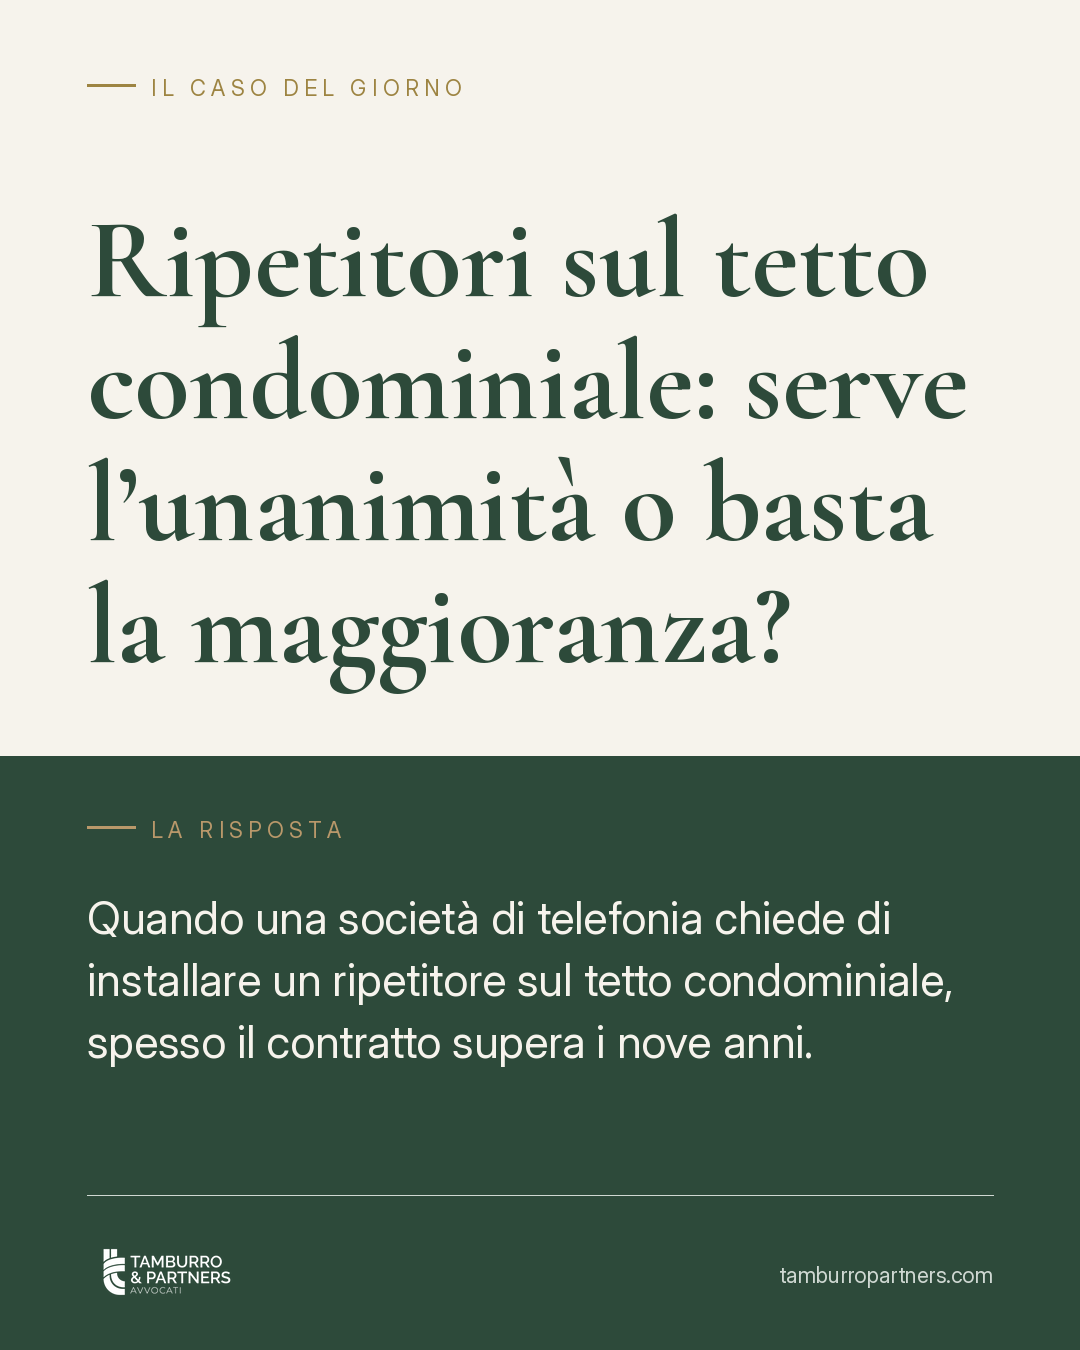 IL CASO DEL GIORNO
Ripetitori sul tetto
condominiale: serve
l’unanimità o basta
la maggioranza?
LA RISPOSTA
Quando una società di telefonia chiede di
installare un ripetitore sul tetto condominiale,
spesso il contratto supera i nove anni.
TAMBURRO
& PARTNERS
AVVOCATI
tamburropartners.com